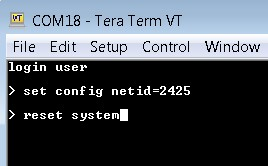 COM18 - Tera Term VT
File Edit Setup Control Window
login user
> set config netid=2425
> reset system